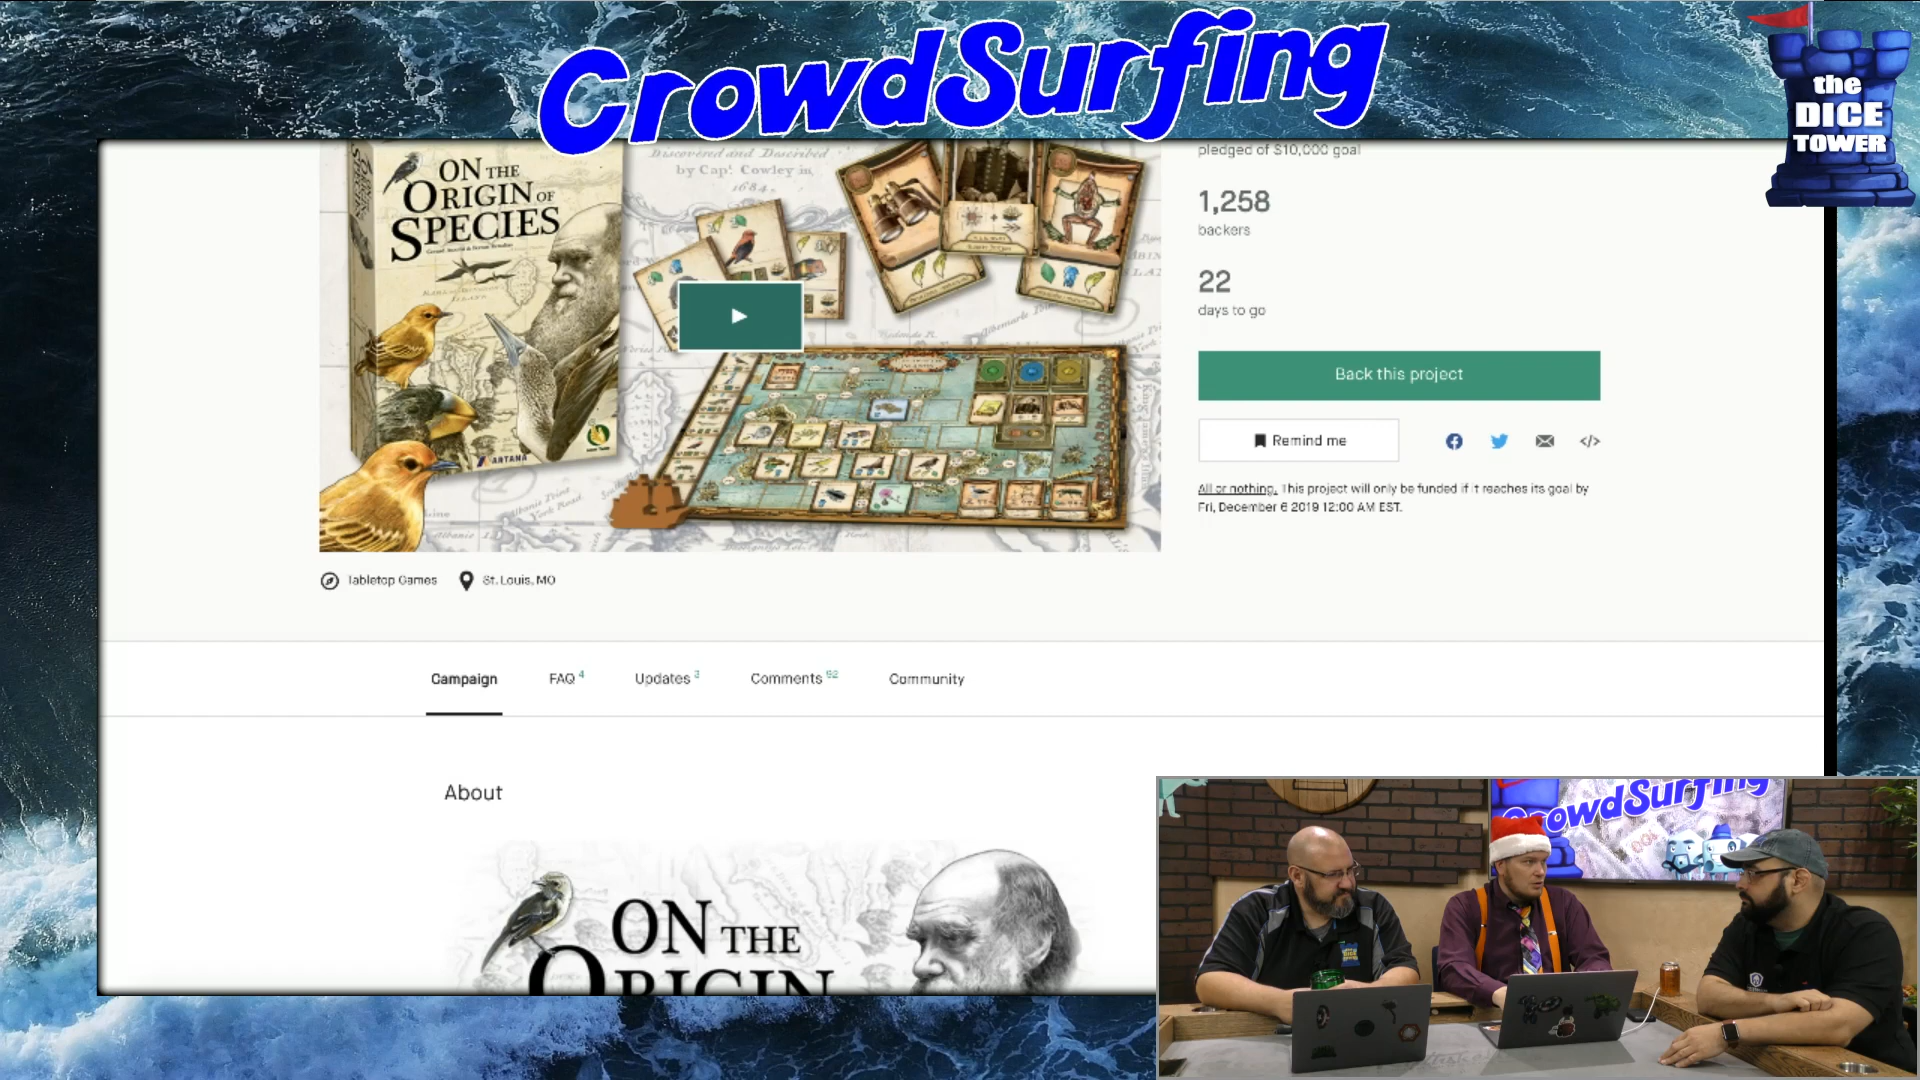 CrowdSurfing
the
DICE
TOWER
ON THE
ORIGIN OF
SPECIES
ARTANA
Discovered and Described
by Capt. Cowley in
1684.
pledged of $10,000 goal
1,258
backers
22
days to go
Back this project
Remind me
All or nothing. This project will only be funded if it reaches its goal by
Fri, December 6 2019 12:00 AM EST.
Tabletop Games
St. Louis, MO
Campaign
FAQ 4
Updates 3
Comments 52
Community
About
ON THE
ORIGIN
CrowdSurfing